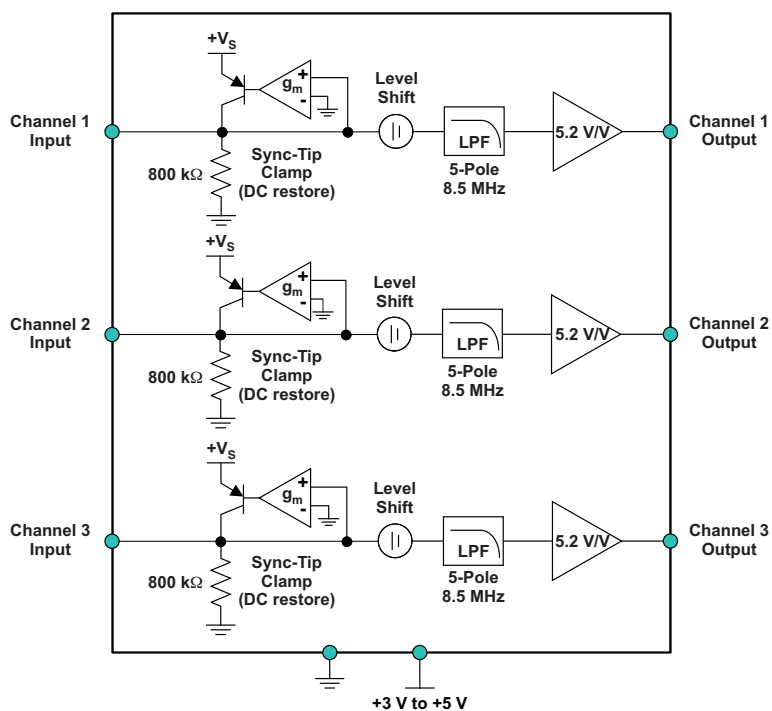 +VS
gm
+
-
Level
Shift
Channel 1
Input
LPF
5.2 V/V
Channel 1
Output
800 kΩ
Sync-Tip
Clamp
(DC restore)
5-Pole
8.5 MHz
+VS
gm
+
-
Level
Shift
Channel 2
Input
LPF
5.2 V/V
Channel 2
Output
800 kΩ
Sync-Tip
Clamp
(DC restore)
5-Pole
8.5 MHz
+VS
gm
+
-
Level
Shift
Channel 3
Input
LPF
5.2 V/V
Channel 3
Output
800 kΩ
Sync-Tip
Clamp
(DC restore)
5-Pole
8.5 MHz
+3 V to +5 V